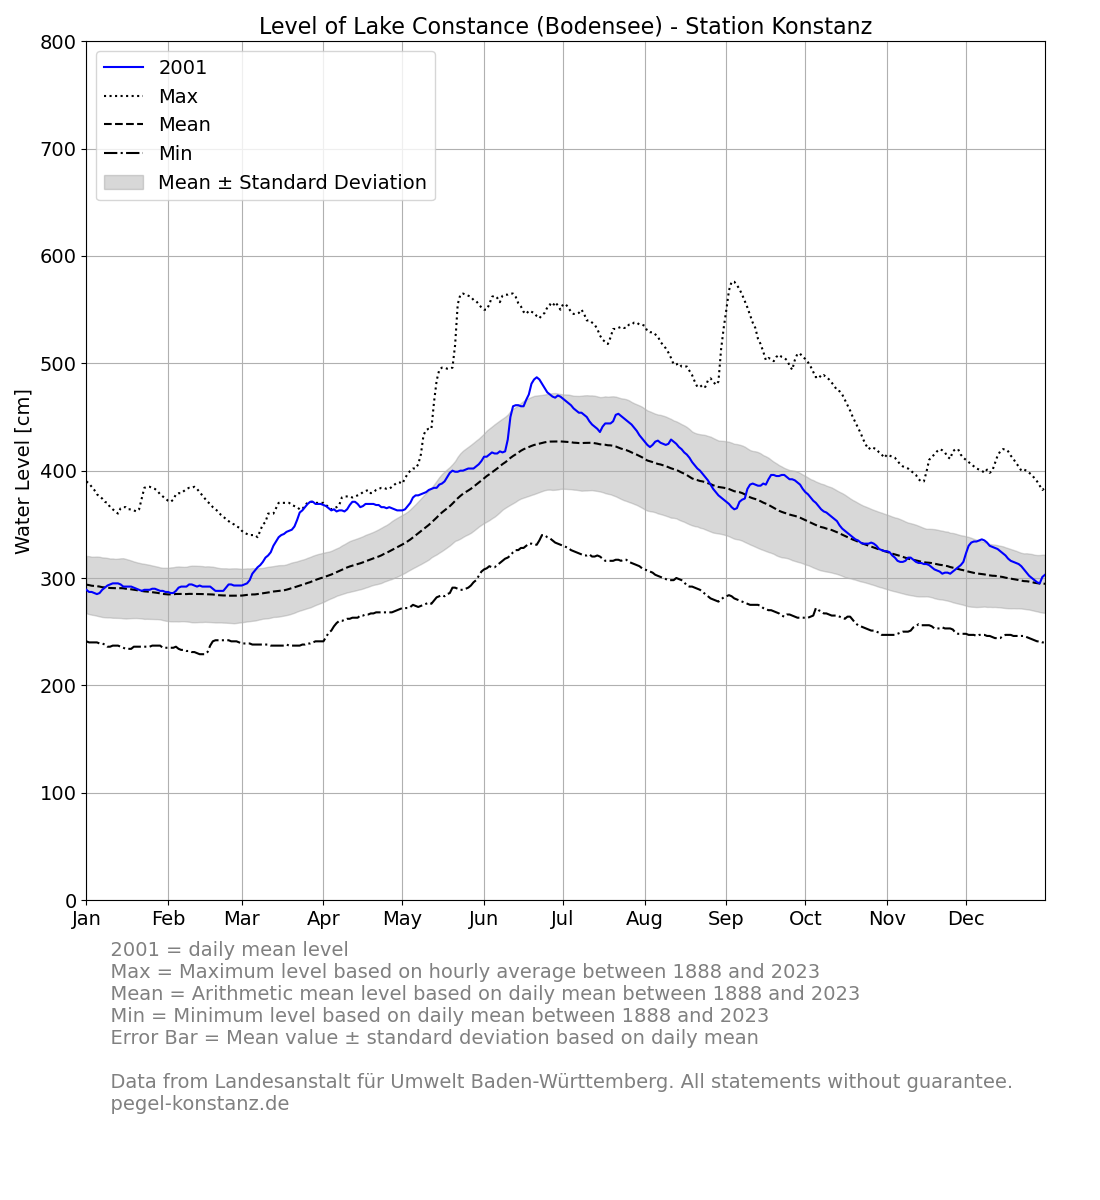 Level of Lake Constance (Bodensee) - Station Konstanz
800
700
600
500
400
300
200
100
0
Water Level [cm]
2001
Max
Mean
Min
Mean ± Standard Deviation
Jan Feb Mar Apr May Jun Jul Aug Sep Oct Nov Dec
2001 = daily mean level
Max = Maximum level based on hourly average between 1888 and 2023
Mean = Arithmetic mean level based on daily mean between 1888 and 2023
Min = Minimum level based on daily mean between 1888 and 2023
Error Bar = Mean value ± standard deviation based on daily mean
Data from Landesanstalt für Umwelt Baden-Württemberg. All statements without guarantee.
pegel-konstanz.de